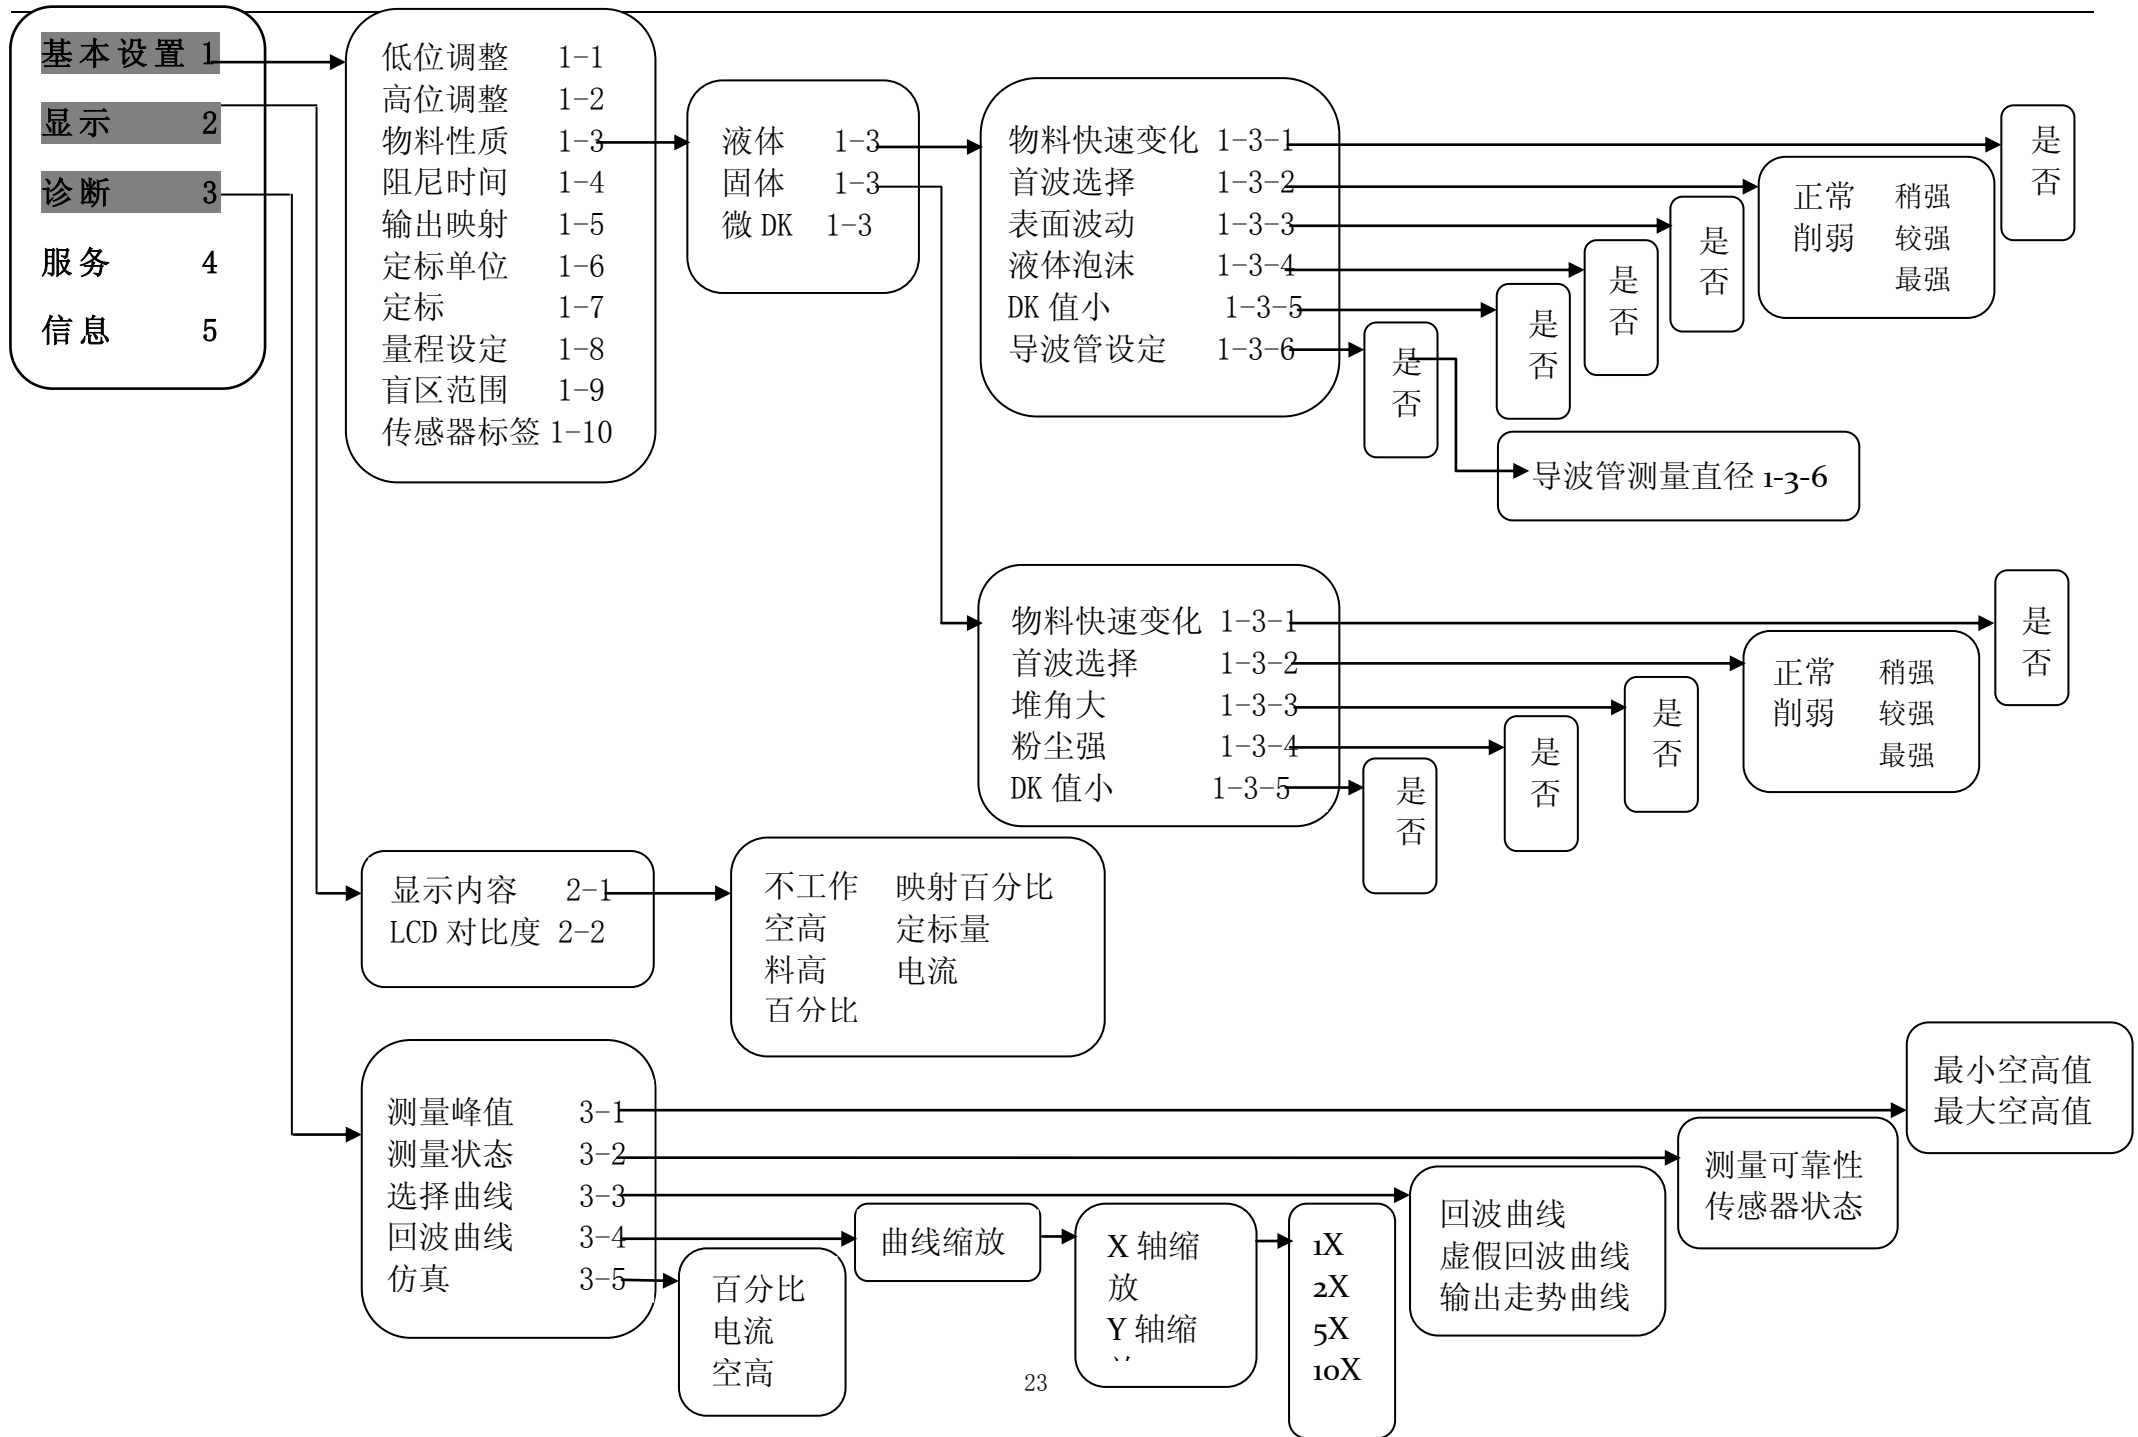 基本设置 1
显示 2
诊断 3
服务 4
信息 5
低位调整 1-1
高位调整 1-2
物料性质 1-3
阻尼时间 1-4
输出映射 1-5
定标单位 1-6
定标 1-7
量程设定 1-8
盲区范围 1-9
传感器标签 1-10
液体 1-3
固体 1-3
微 DK 1-3
物料快速变化 1-3-1
首波选择 1-3-2
表面波动 1-3-3
液体泡沫 1-3-4
DK 值小 1-3-5
导波管设定 1-3-6
是
否
是
否
是
否
是
否
正常 稍强
削弱 较强
最强
是
否
导波管测量直径 1-3-6
物料快速变化 1-3-1
首波选择 1-3-2
堆角大 1-3-3
粉尘强 1-3-4
DK 值小 1-3-5
是
否
是
否
是
否
正常 稍强
削弱 较强
最强
是
否
显示内容 2-1
LCD 对比度 2-2
不工作 映射百分比
空高 定标量
料高 电流
百分比
测量峰值 3-1
测量状态 3-2
选择曲线 3-3
回波曲线 3-4
仿真 3-5
百分比
电流
空高
曲线缩放
X 轴缩
放
Y 轴缩
1X
2X
5X
10X
回波曲线
虚假回波曲线
输出走势曲线
测量可靠性
传感器状态
最小空高值
最大空高值
23